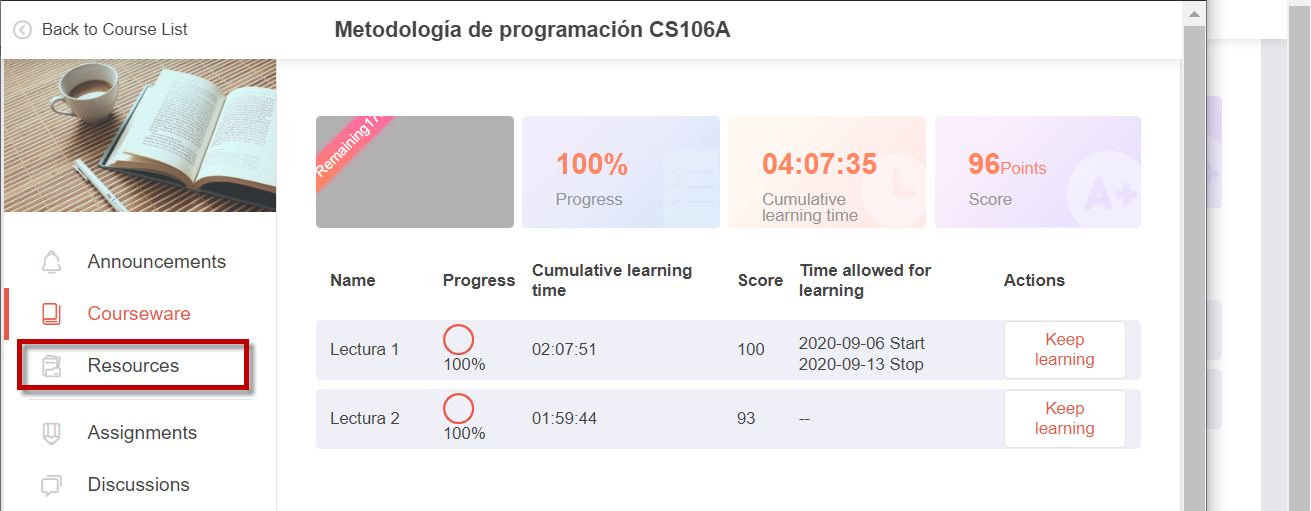 Back to Course List
Metodología de programación CS106A
Remaining17
100%
Progress
04:07:35
Cumulative
learning time
96Points
Score
A+
Announcements
Courseware
Resources
Assignments
Discussions
Name
Progress
Cumulative learning
time
Score
Time allowed for
learning
Actions
Lectura 1
100%
02:07:51
100
2020-09-06 Start
2020-09-13 Stop
Keep
learning
Lectura 2
100%
01:59:44
93
--
Keep
learning